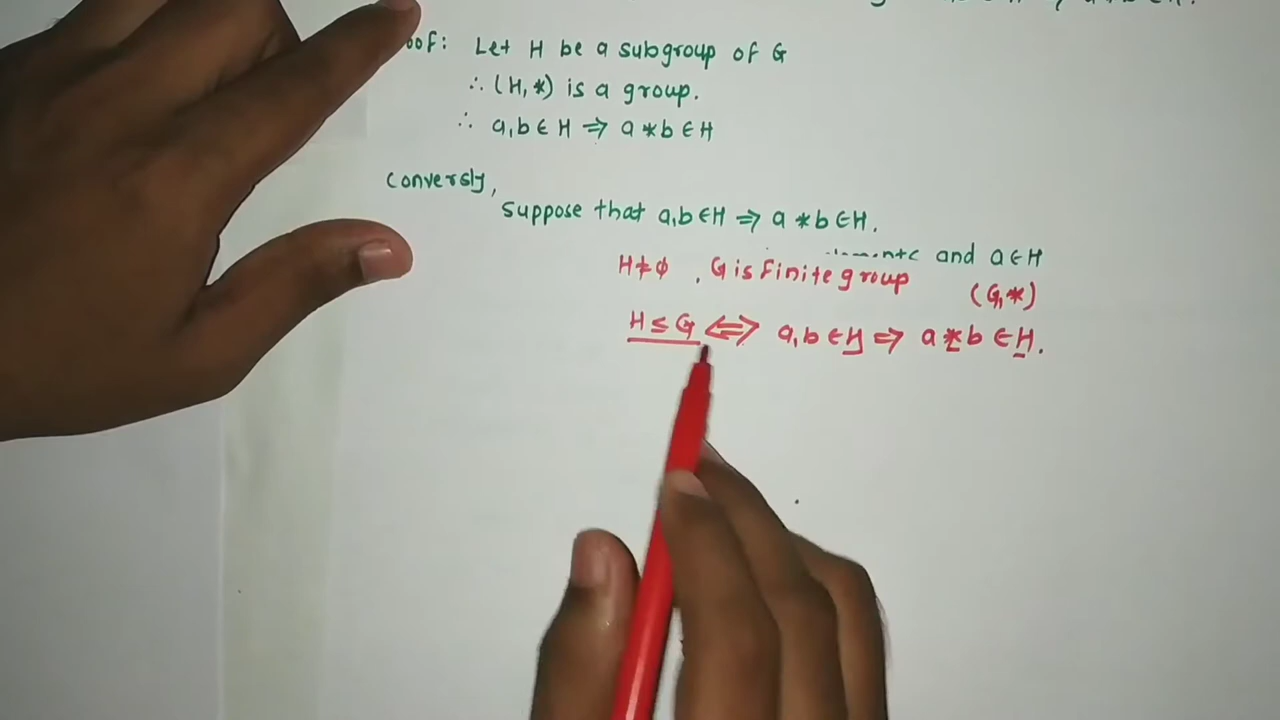 Let H be a subgroup of G
∴ (H, *) is a group.
∴ a,b ∈ H ⇒ a * b ∈ H
conversly,
suppose that a,b ∈ H ⇒ a * b ∈ H.
and a ∈ H
H ≠ φ , G is finite group (G,*)
H ≤ G ⇔ a,b ∈ H ⇒ a * b ∈ H.